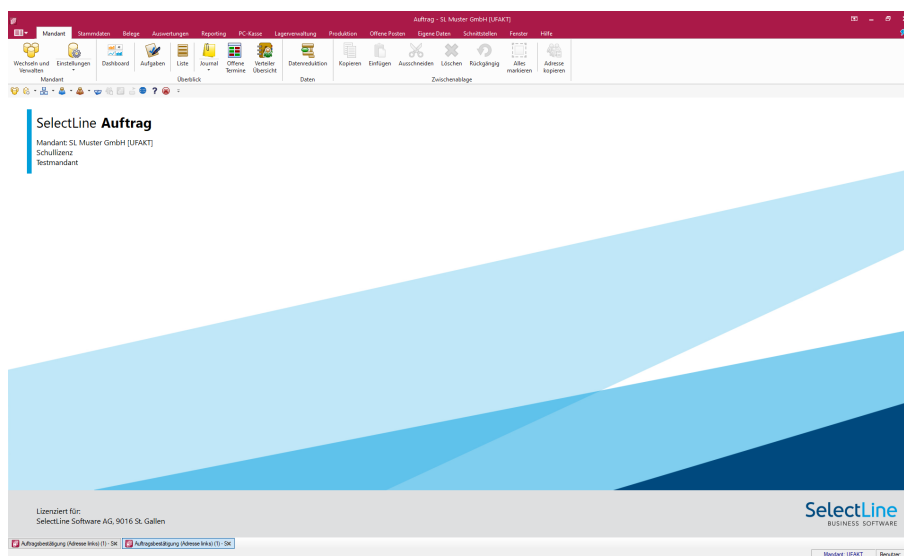 Auftrag - SL Muster GmbH [UFAKT]
Mandant Stammdaten Belege Auswertungen Reporting PC-Kasse Lagerverwaltung Produktion Offene Posten Eigene Daten Schnittstellen Fenster Hilfe
Wechseln und Verwalten Einstellungen Dashboard Aufgaben Liste Journal Offene Termine Verteiler Übersicht Datenreduktion Kopieren Einfügen Ausschneiden Löschen Rückgängig Alles markieren Adresse kopieren
Mandant Überblick Daten Zwischenablage
SelectLine Auftrag
Mandant: SL Muster GmbH [UFAKT]
Schullizenz
Testmandant
Lizenziert für:
SelectLine Software AG, 9016 St. Gallen
SelectLine
BUSINESS SOFTWARE
Auftragsbestätigung (Adresse links) (1) - S Auftragsbestätigung (Adresse links) (1) - S
Mandant: UFAKT Benutzer: